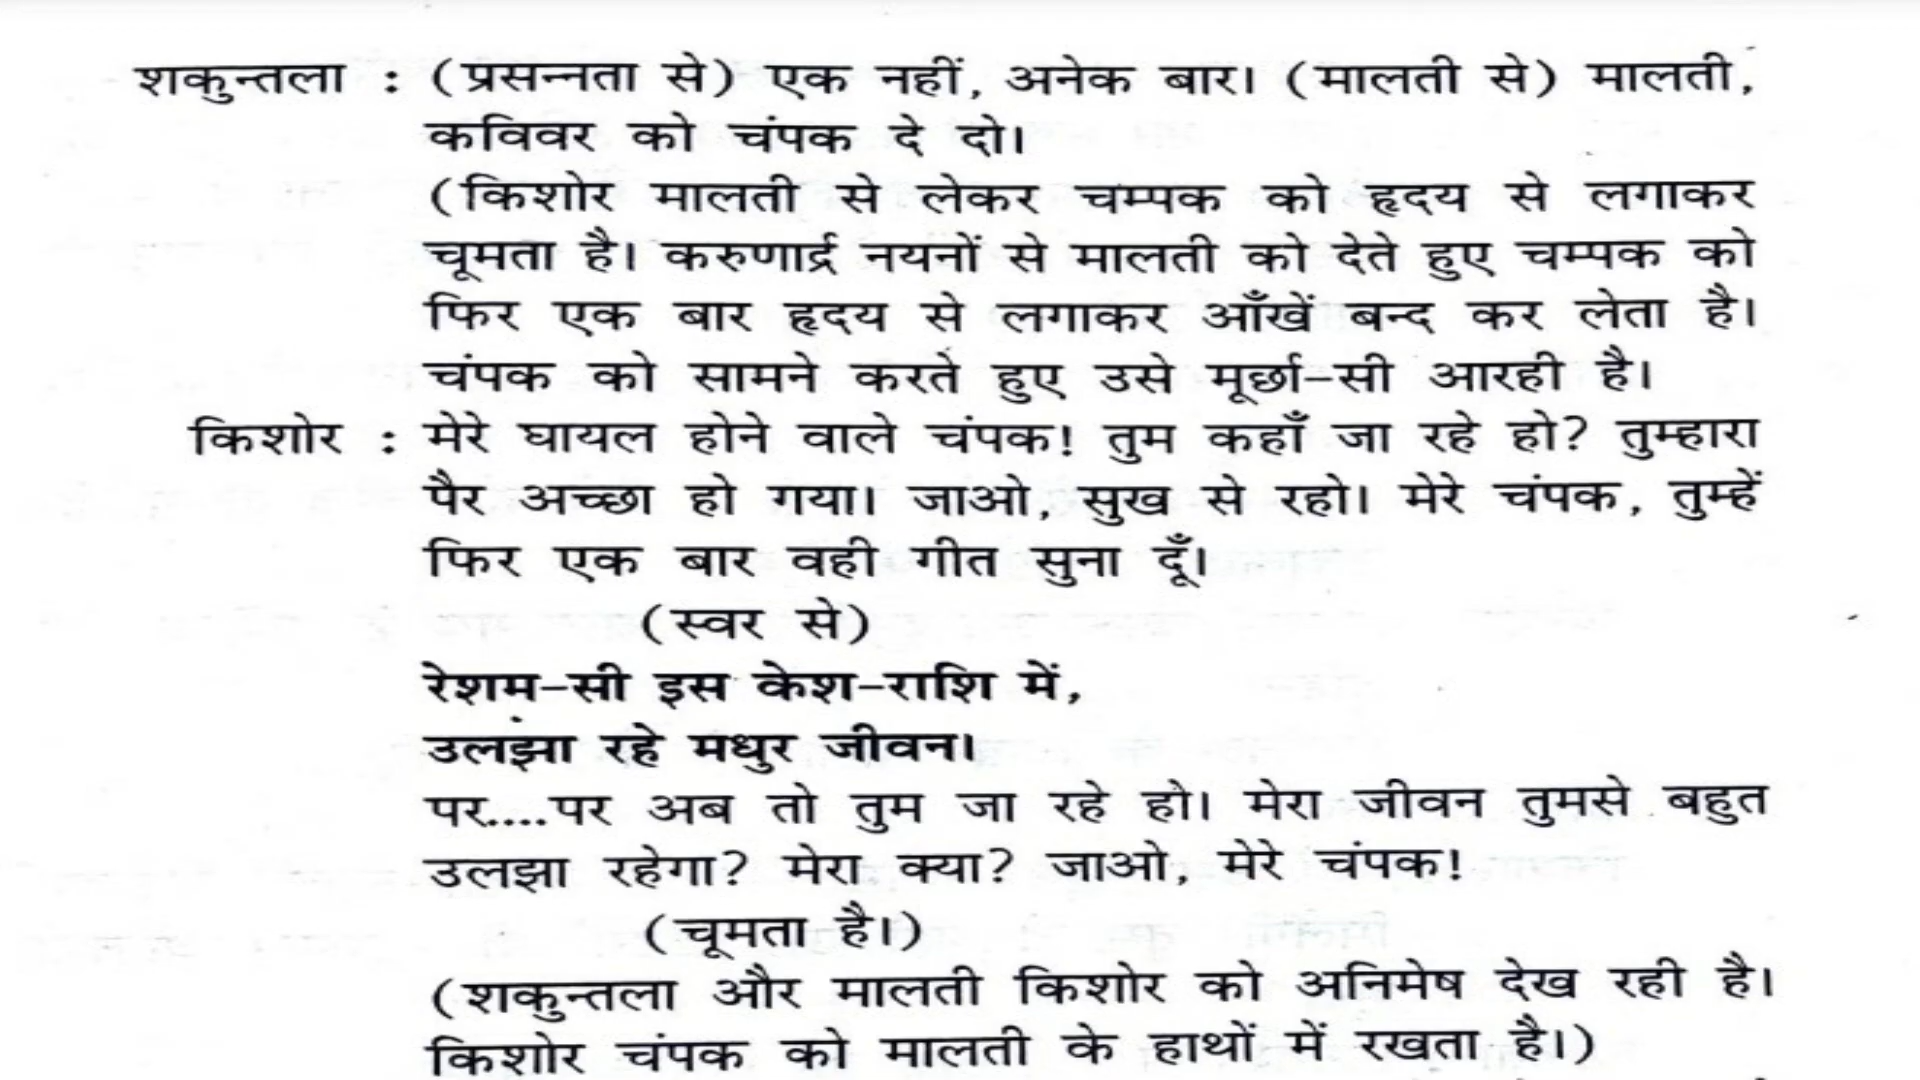 शकुन्तला : (प्रसन्नता से) एक नहीं, अनेक बार। (मालती से) मालती,
कविवर को चंपक दे दो।
(किशोर मालती से लेकर चम्पक को हृदय से लगाकर
चूमता है। करुणार्द्र नयनों से मालती को देते हुए चम्पक को
फिर एक बार हृदय से लगाकर आँखें बन्द कर लेता है।
चंपक को सामने करते हुए उसे मूर्छा-सी आरही है।
किशोर : मेरे घायल होने वाले चंपक! तुम कहाँ जा रहे हो? तुम्हारा
पैर अच्छा हो गया। जाओ, सुख से रहो। मेरे चंपक, तुम्हें
फिर एक बार वही गीत सुना दूँ।
(स्वर से)
रेशम-सी इस केश-राशि में,
उलझा रहे मधुर जीवन।
पर....पर अब तो तुम जा रहे हो। मेरा जीवन तुमसे बहुत
उलझा रहेगा? मेरा क्या? जाओ, मेरे चंपक!
(चूमता है।)
(शकुन्तला और मालती किशोर को अनिमेष देख रही है।
किशोर चंपक को मालती के हाथों में रखता है।)